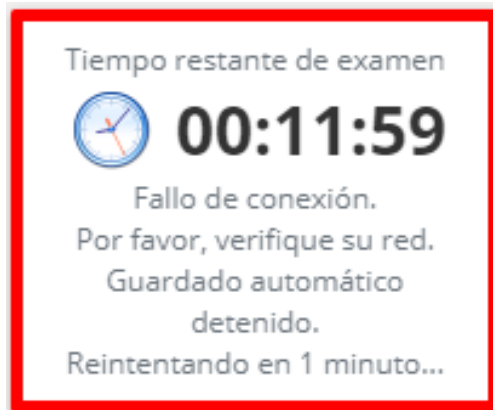 Tiempo restante de examen
00:11:59
Fallo de conexión.
Por favor, verifique su red.
Guardado automático
detenido.
Reintentando en 1 minuto...